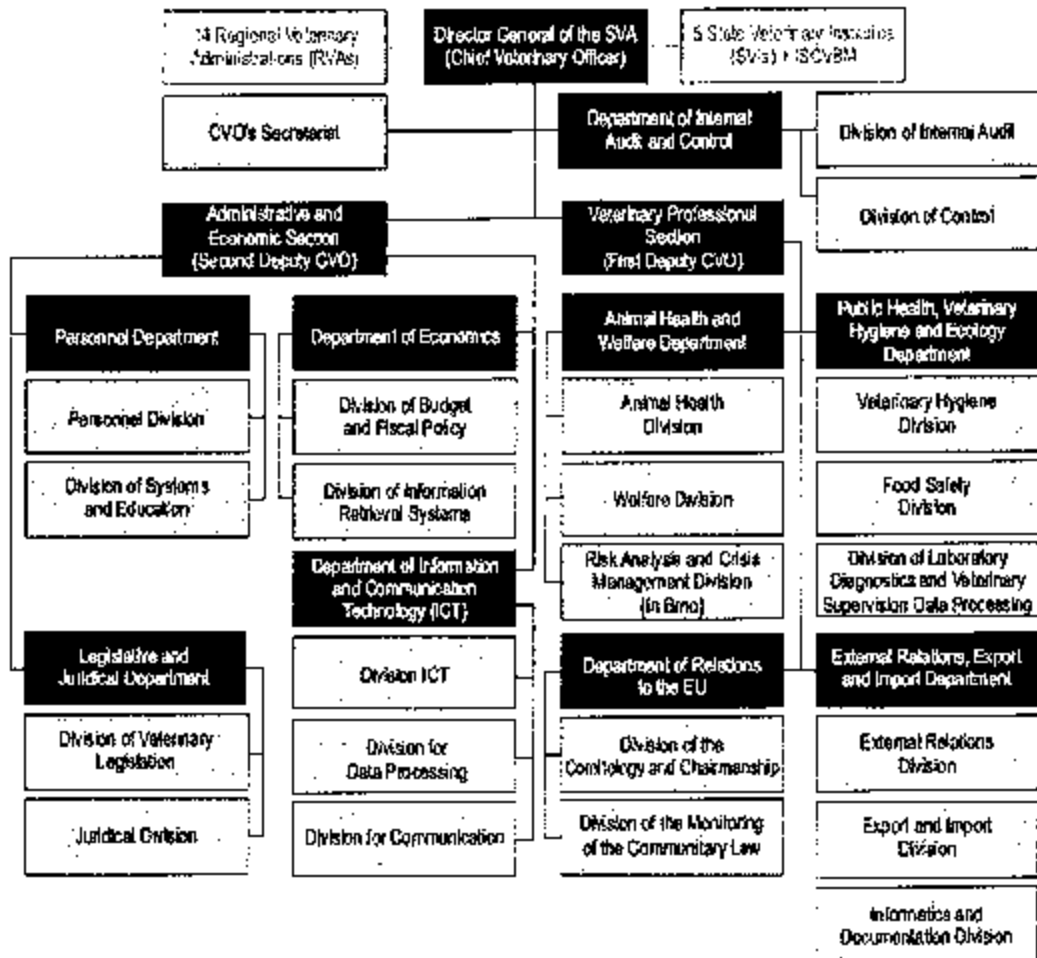 14 Regional Veterinary
Administrations (RVAs)
Director General of the SVA
(Chief Veterinary Officer)
5 State Veterinary
(SVIs) + ISCVBM
CVO's Secretariat
Department of Internal
Audit and Control
Division of Internal Audit
Division of Control
Administrative and
Economic Section
(Second Deputy CVO)
Veterinary Professional
Section
(First Deputy CVO)
Personnel Department
Department of Economics
Animal Health and
Welfare Department
Public Health, Veterinary
Hygiene and Ecology
Department
Personnel Division
Division of Budget
and Fiscal Policy
Animal Health
Division
Veterinary Hygiene
Division
Division of Systems
and Education
Division of Information
Retrieval Systems
Welfare Division
Food Safety
Division
Department of Information
and Communication
Technology (ICT)
Risk Analysis and Crisis
Management Division
(in Brno)
Division of Laboratory
Diagnostics and Veterinary
Supervision Data Processing
Legislative and
Juridical Department
Division ICT
Department of Relations
to the EU
External Relations, Export
and Import Department
Division of Veterinary
Legislation
Division for
Data Processing
Division of the
Comitology and Chairmanship
External Relations
Division
Juridical Division
Division for Communication
Division of the Monitoring
of the Communitary Law
Export and Import
Division
Informatics and
Documentation Division